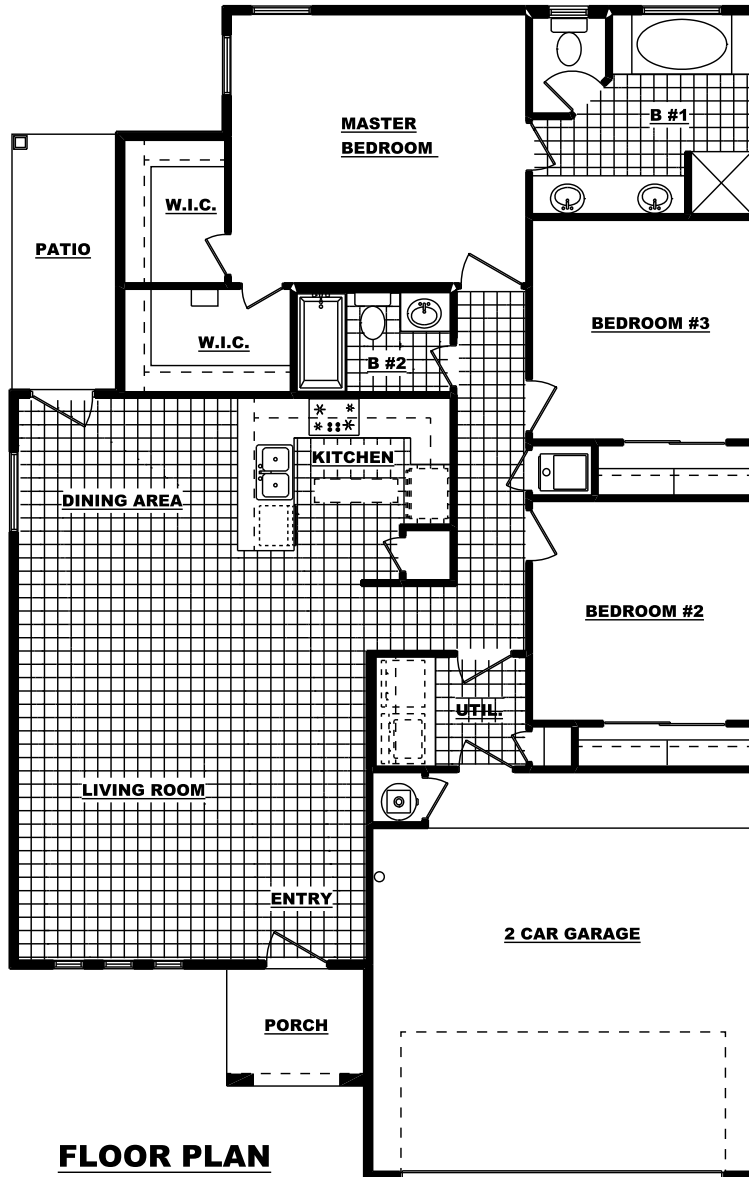 MASTER
BEDROOM
B #1
W.I.C.
PATIO
W.I.C.
BEDROOM #3
B #2
KITCHEN
DINING AREA
BEDROOM #2
UTIL.
LIVING ROOM
ENTRY
2 CAR GARAGE
PORCH
FLOOR PLAN